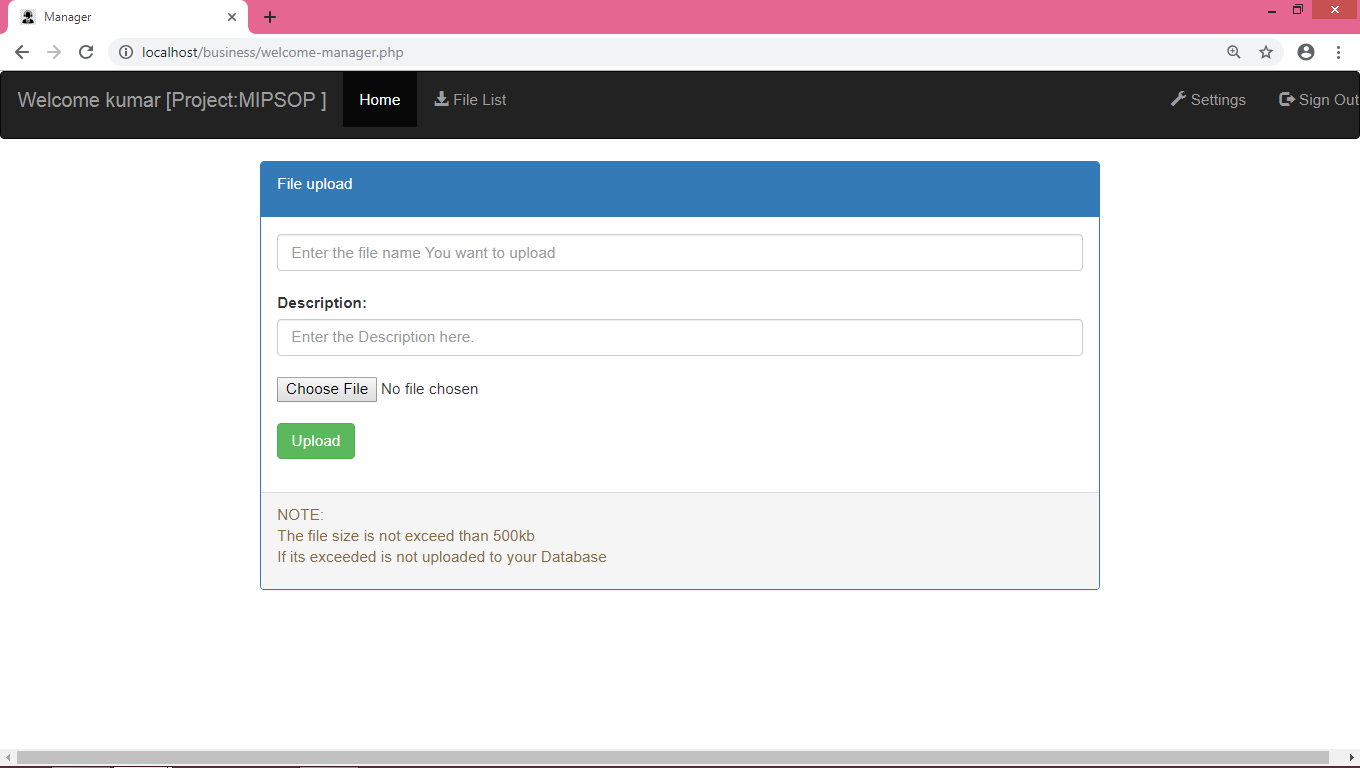 Manager
localhost/business/welcome-manager.php
Welcome kumar [Project:MIPSOP ] Home File List Settings Sign Out
File upload
Enter the file name You want to upload
Description:
Enter the Description here.
Choose File No file chosen
Upload
NOTE:
The file size is not exceed than 500kb
If its exceeded is not uploaded to your Database